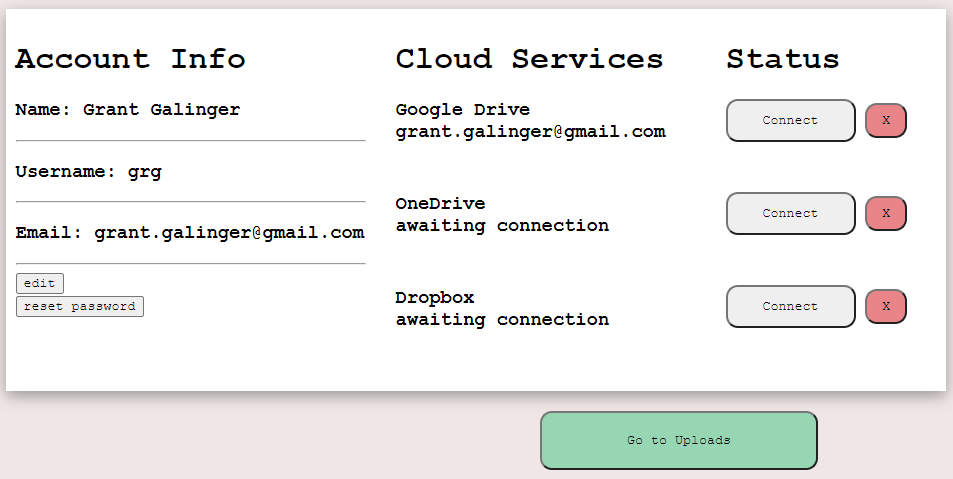 Account Info
Name: Grant Galinger
Username: grg
Email: grant.galinger@gmail.com
edit
reset password
Cloud Services
Google Drive
grant.galinger@gmail.com
OneDrive
awaiting connection
Dropbox
awaiting connection
Status
Connect X
Connect X
Connect X
Go to Uploads